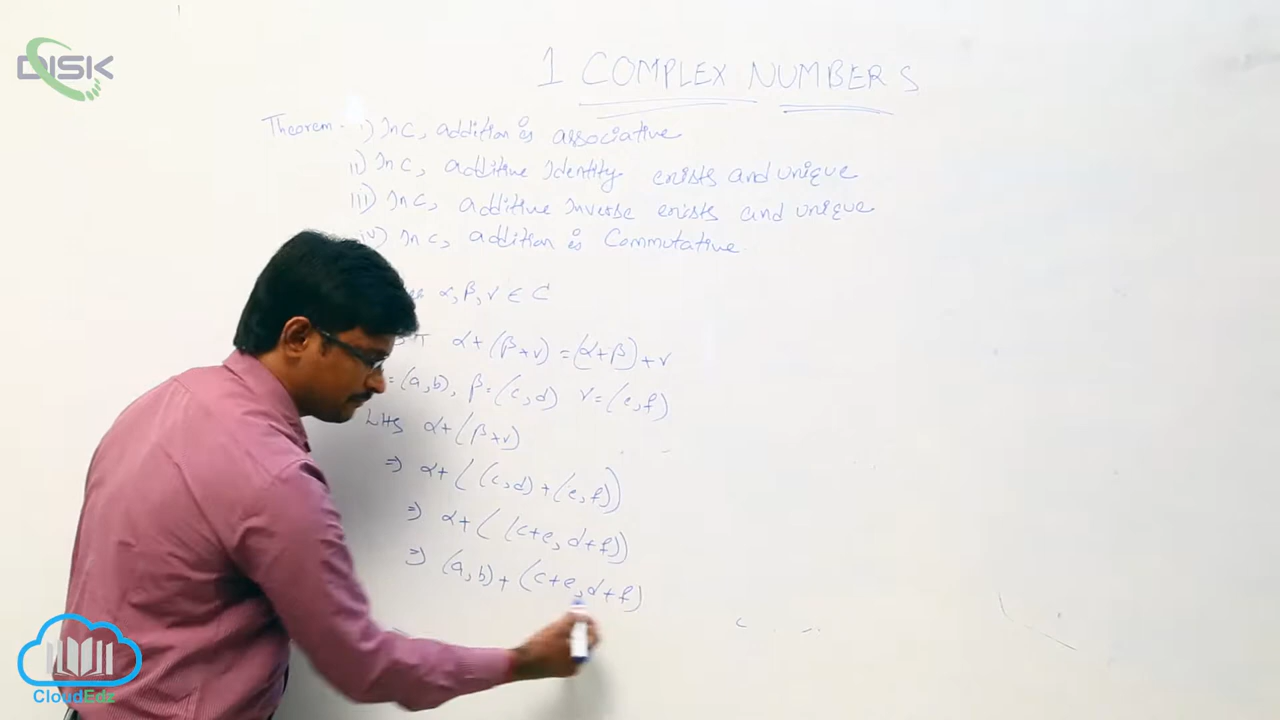 DISK
1 COMPLEX NUMBERS
Theorem - i) In C, addition is associative
ii) In C, additive Identity exists and unique
iii) In C, additive Inverse exists and unique
iv) In C, addition is Commutative
α, β, γ ∈ C
T α+(β+γ) = (α+β)+γ
=(a,b), β=(c,d) γ=(e,f)
LHS α+(β+γ)
⇒ α+((c,d)+(e,f))
⇒ α+((c+e, d+f))
⇒ (a,b)+(c+e, d+f)
CloudEdz